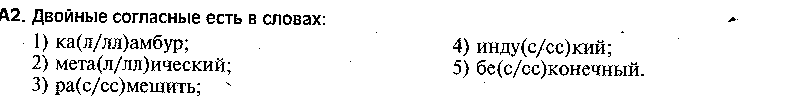 А2. Двойные согласные есть в словах:
1) ка(л/лл)амбур;
2) мета(л/лл)ический;
3) ра(с/сс)мешить;
4) инду(с/сс)кий;
5) бе(с/сс)конечный.